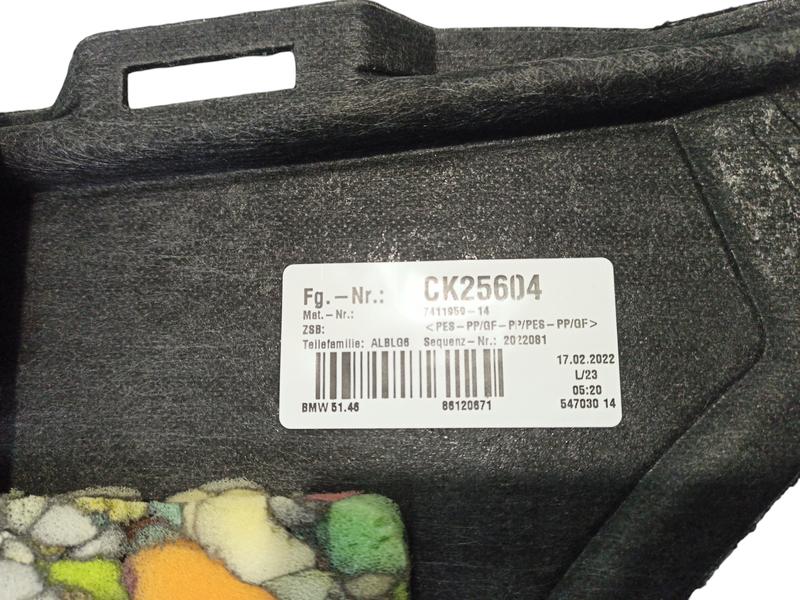 Fg.-Nr.: CK25604
Mat.-Nr.: 7411959-14
ZSB: <PES-PP/GF-PP/PES-PP/GF>
Teilefamilie: ALBLG6 Sequenz-Nr.: 2022081
17.02.2022
L/23
05:20
BMW 51.46 86120671 547030 14